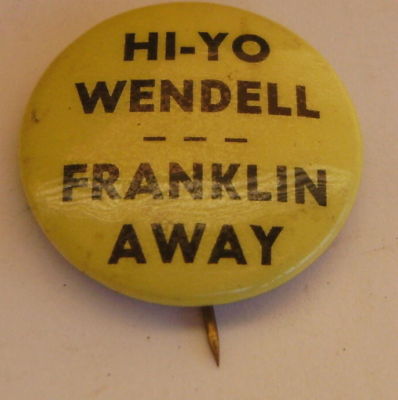 HI-YO
WENDELL
- - -
FRANKLIN
AWAY